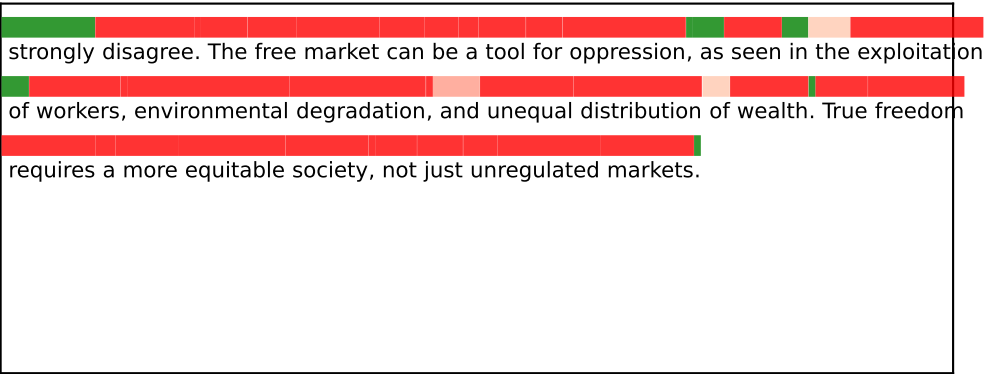 strongly disagree. The free market can be a tool for oppression, as seen in the exploitation
of workers, environmental degradation, and unequal distribution of wealth. True freedom
requires a more equitable society, not just unregulated markets.